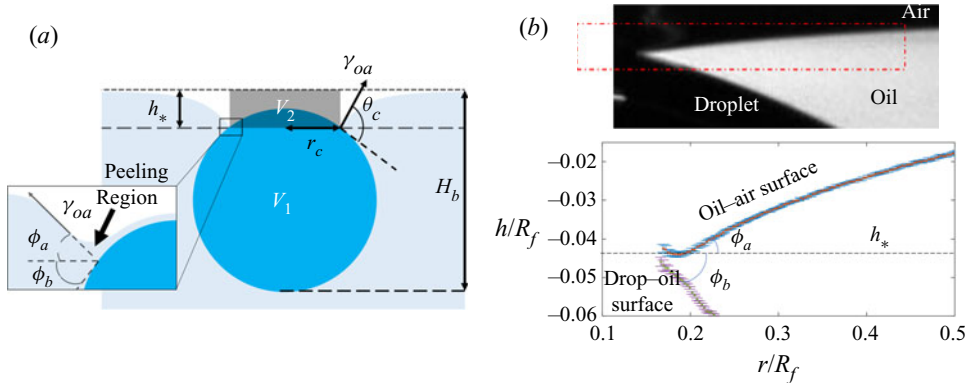 (a)
γoa
θc
h*
V2
rc
Hb
V1
Peeling
Region
γoa
ϕa
ϕb
(b)
Air
Droplet
Oil
–0.02
–0.03
–0.04
–0.05
–0.06
h/Rf
Oil–air surface
ϕa
h*
ϕb
Drop–oil
surface
0.1
0.2
0.3
0.4
0.5
r/Rf